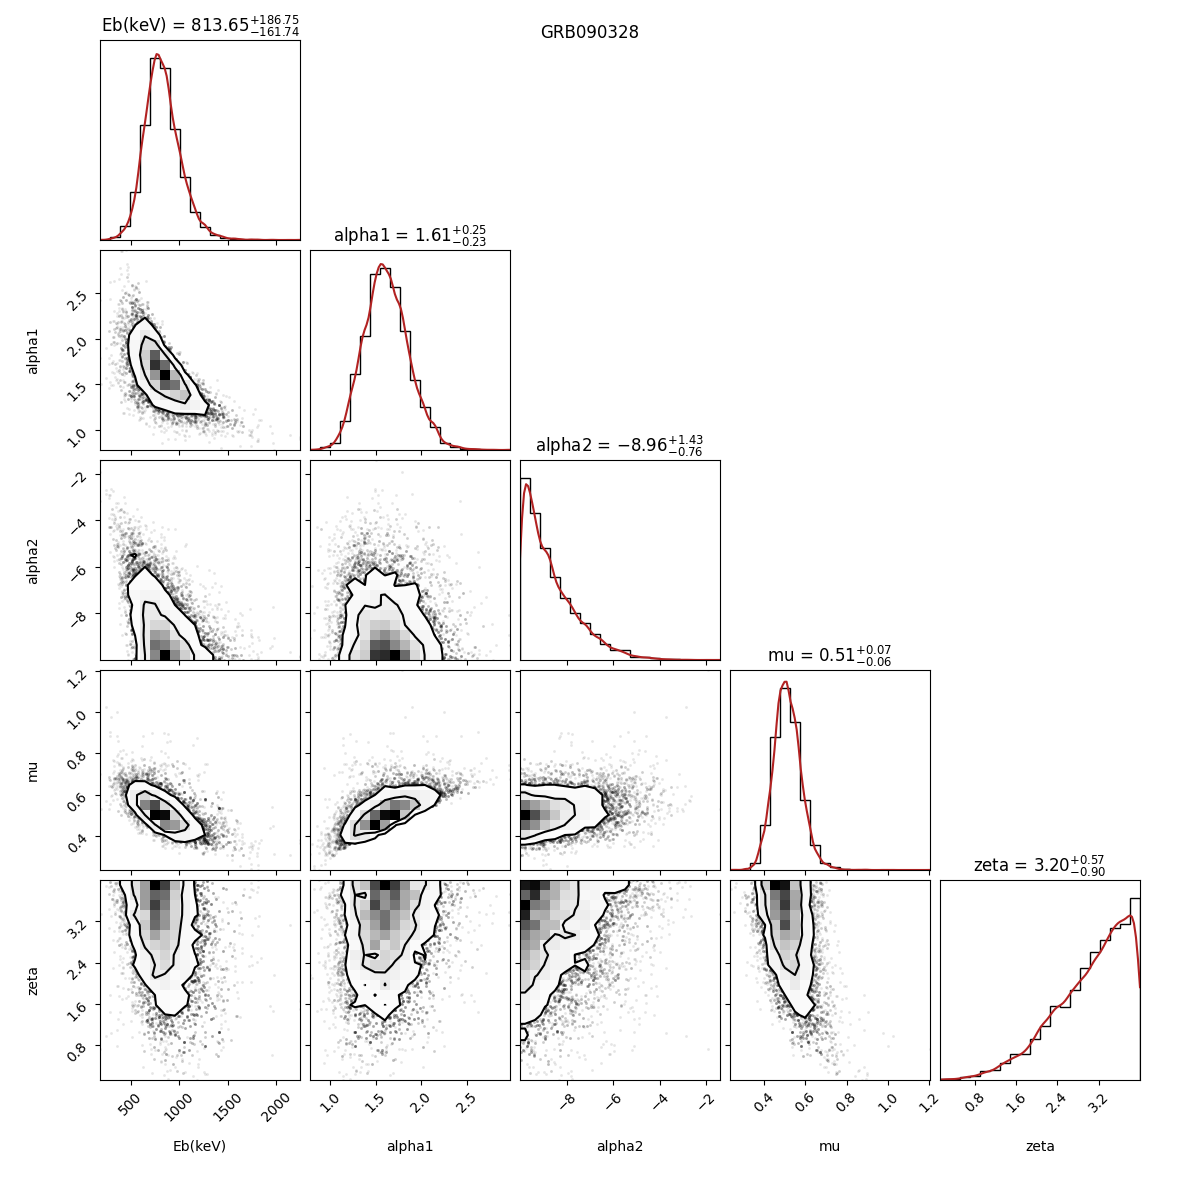 GRB090328
Eb(keV) = 813.65+186.75−161.74
alpha1 = 1.61+0.25−0.23
alpha1
2.5
2.0
1.5
1.0
alpha2 = −8.96+1.43−0.76
alpha2
−2
−4
−6
−8
mu = 0.51+0.07−0.06
mu
1.2
1.0
0.8
0.6
0.4
zeta = 3.20+0.57−0.90
zeta
3.2
2.4
1.6
0.8
500 1000 1500 2000
1.0 1.5 2.0 2.5
−8 −6 −4 −2
0.4 0.6 0.8 1.0 1.2
0.8 1.6 2.4 3.2
Eb(keV) alpha1 alpha2 mu zeta